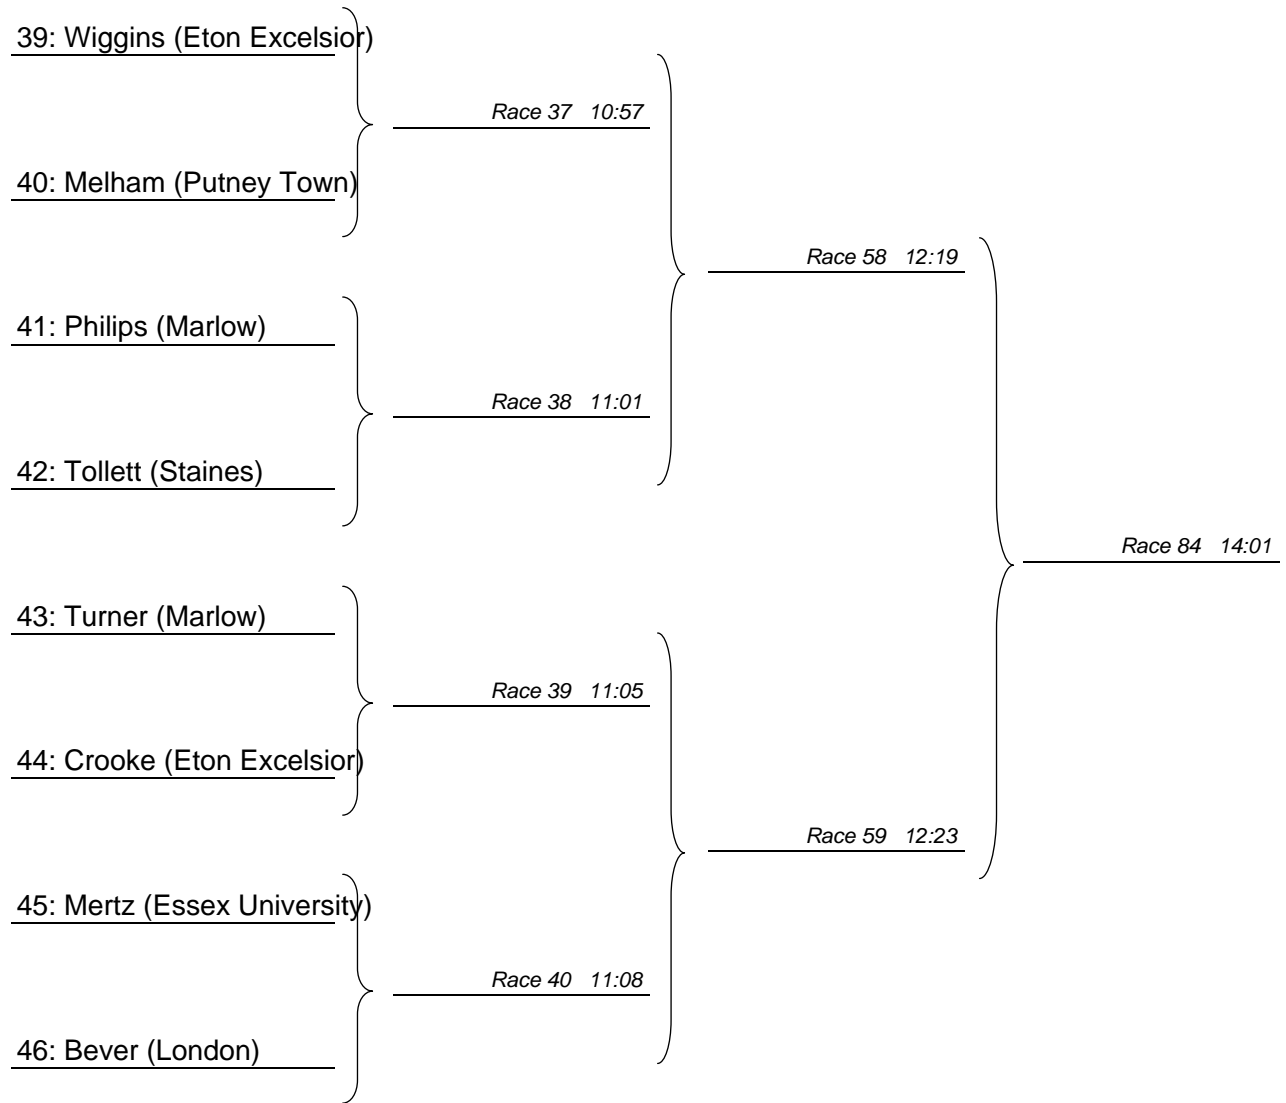 39: Wiggins (Eton Excelsior)
Race 37 10:57
40: Melham (Putney Town)
Race 58 12:19
41: Philips (Marlow)
Race 38 11:01
42: Tollett (Staines)
Race 84 14:01
43: Turner (Marlow)
Race 39 11:05
44: Crooke (Eton Excelsior)
Race 59 12:23
45: Mertz (Essex University)
Race 40 11:08
46: Bever (London)